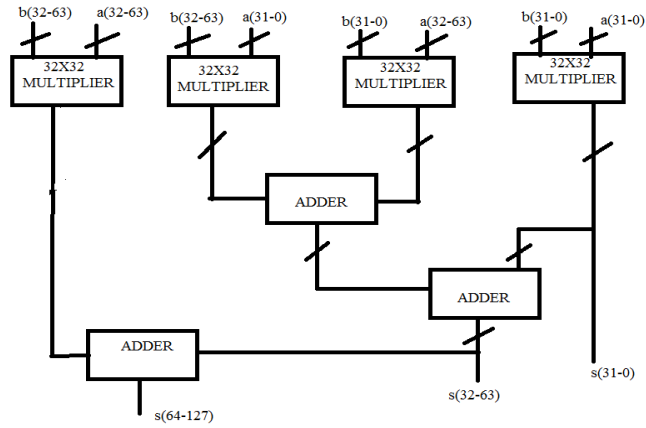 b(32-63) a(32-63) b(32-63) a(31-0) b(31-0) a(32-63) b(31-0) a(31-0)
32X32 32X32 32X32 32X32
MULTIPLIER MULTIPLIER MULTIPLIER MULTIPLIER
ADDER
ADDER
ADDER
s(31-0)
s(32-63)
s(64-127)